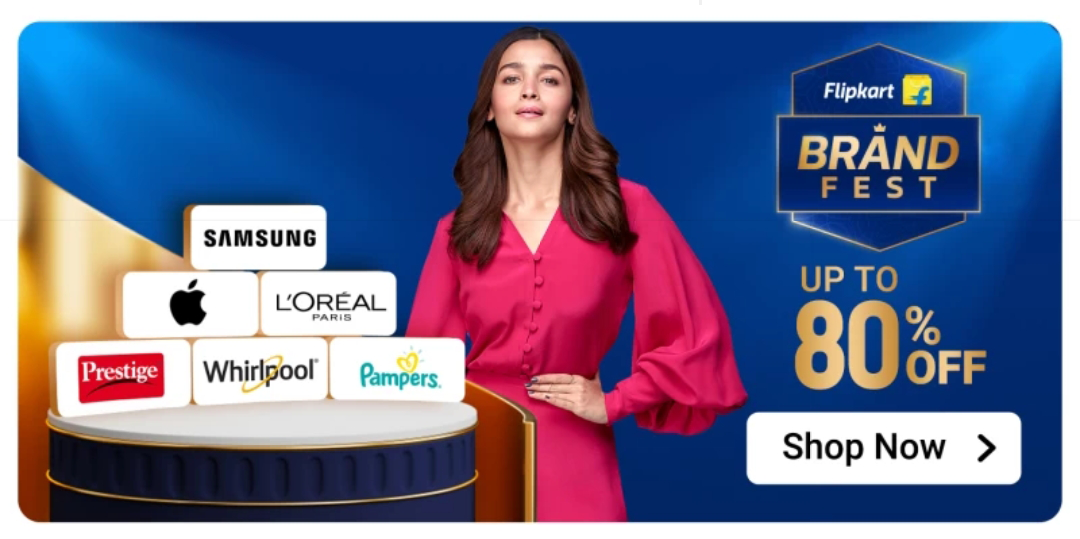 Flipkart
BRAND
FEST
SAMSUNG
L'ORÉAL
PARIS
Prestige
Whirlpool®
Pampers.
UP TO
80% OFF
Shop Now